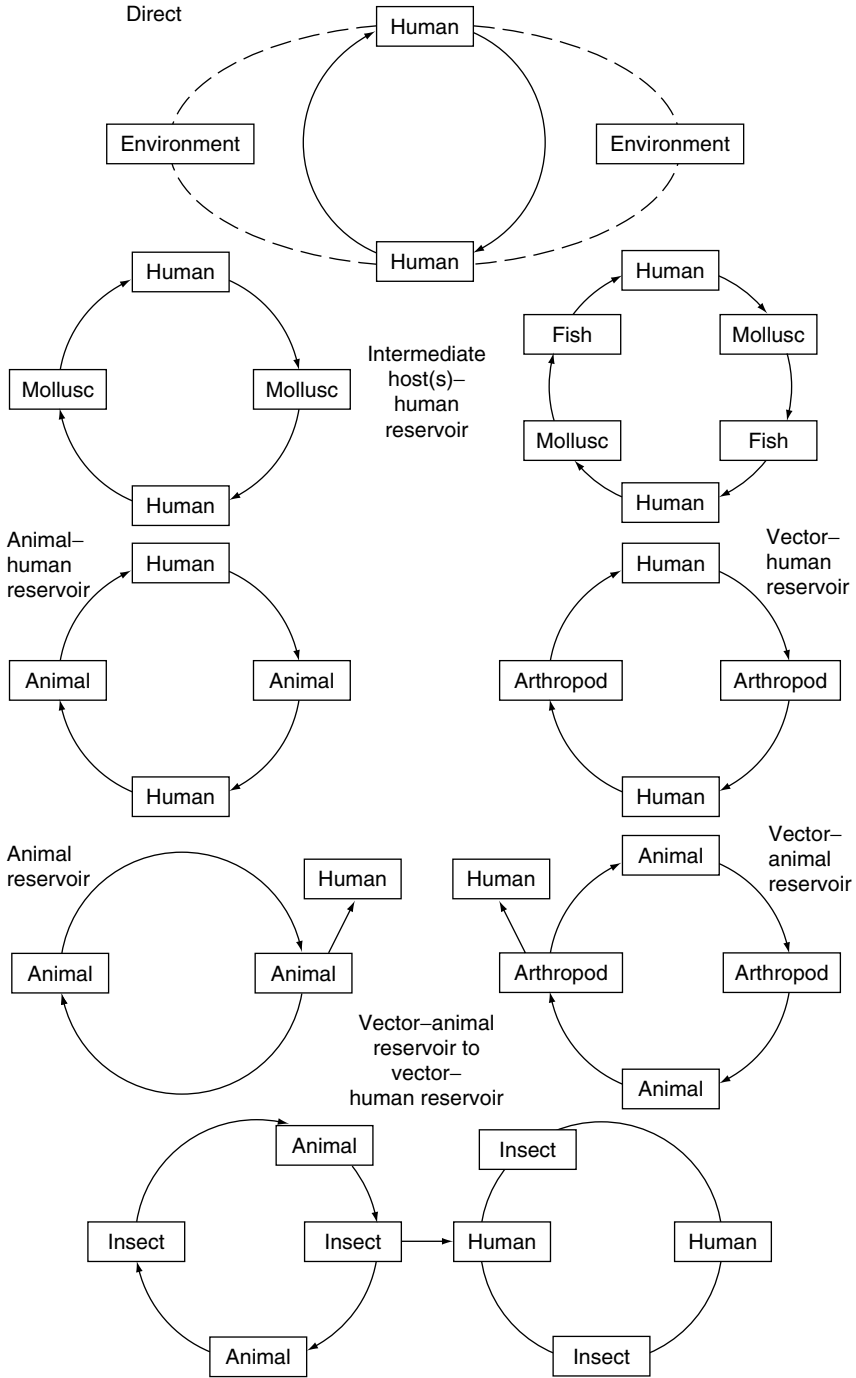 Direct
Human
Environment
Environment
Human
Human
Mollusc
Mollusc
Human
Intermediate
host(s)–
human
reservoir
Human
Fish
Mollusc
Mollusc
Fish
Human
Animal–
human
reservoir
Human
Animal
Animal
Human
Vector–
human
reservoir
Human
Arthropod
Arthropod
Human
Animal
reservoir
Human
Animal
Animal
Vector–
animal
reservoir
Human
Animal
Arthropod
Arthropod
Animal
Vector–animal
reservoir to
vector–
human reservoir
Animal
Insect
Insect
Animal
Insect
Human
Human
Insect